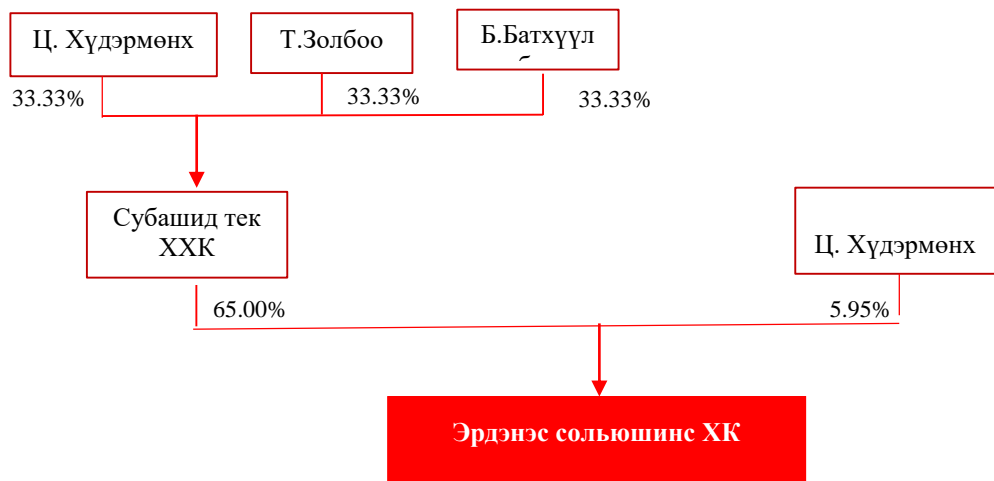 Ц. Хүдэрмөнх
Т.Золбоо
Б.Батхүүл
33.33%
33.33%
33.33%
Субашид тек
ХХК
Ц. Хүдэрмөнх
65.00%
5.95%
Эрдэнэс сольюшинс ХК